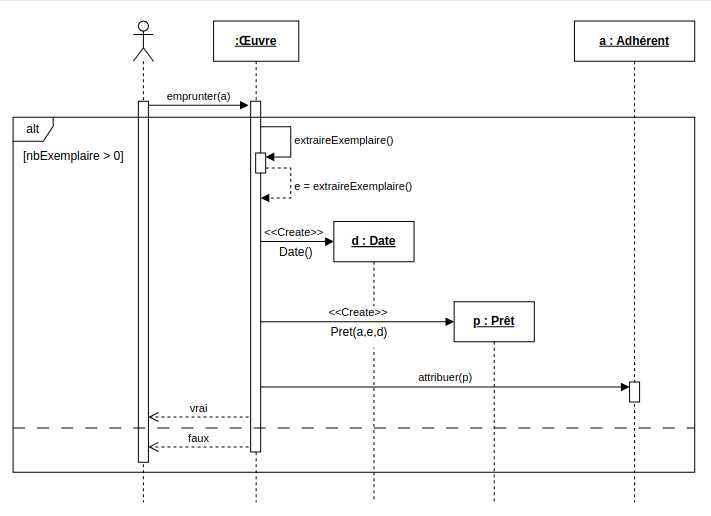 :Œuvre
a : Adhérent
emprunter(a)
alt
[nbExemplaire > 0]
extraireExemplaire()
e = extraireExemplaire()
<<Create>>
Date()
d : Date
<<Create>>
Pret(a,e,d)
p : Prêt
attribuer(p)
vrai
faux